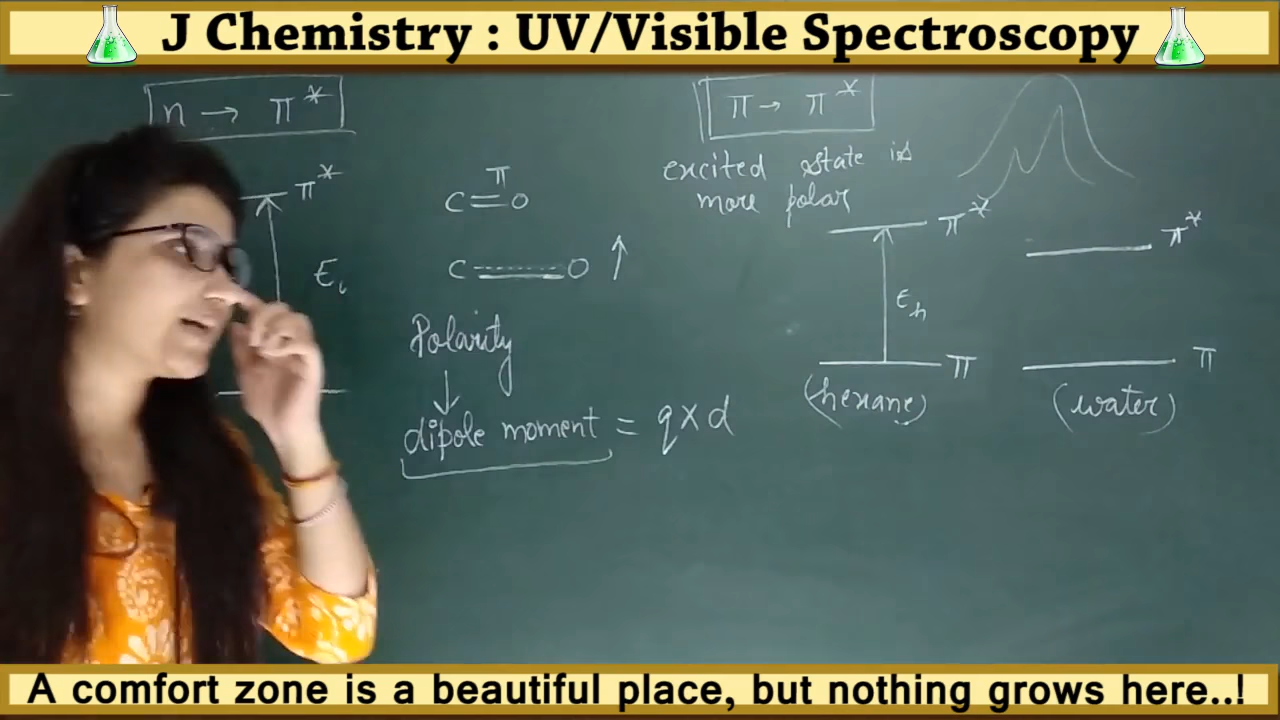 J Chemistry : UV/Visible Spectroscopy
n → π*
π*
C=O
π
C=O ↑
Polarity
↓
dipole moment = q×d
π → π*
excited state is
more polar
π*
π*
E_h
π
π
(hexane)
(water)
A comfort zone is a beautiful place, but nothing grows here..!